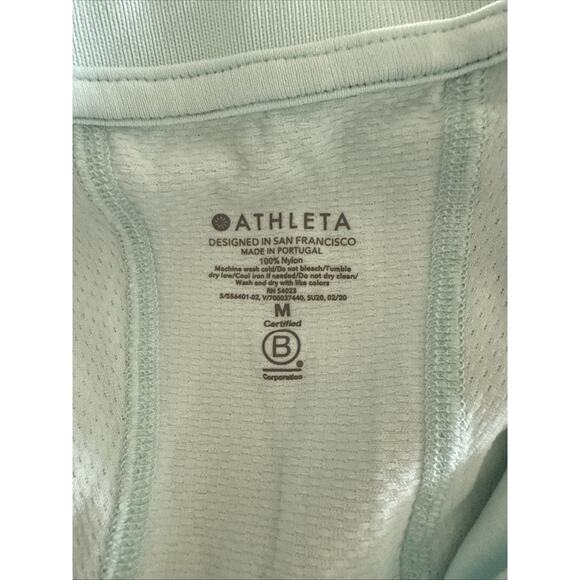 ATHLETA
DESIGNED IN SAN FRANCISCO
MADE IN PORTUGAL
100% Nylon
Machine wash cold/Do not bleach/Tumble
dry low/Cool iron if needed/Do not dry clean/
Wash and dry with like colors
RN 54023
S/556401-02, V/700037440, SU20, 02/20
M
Certified
B
Corporation